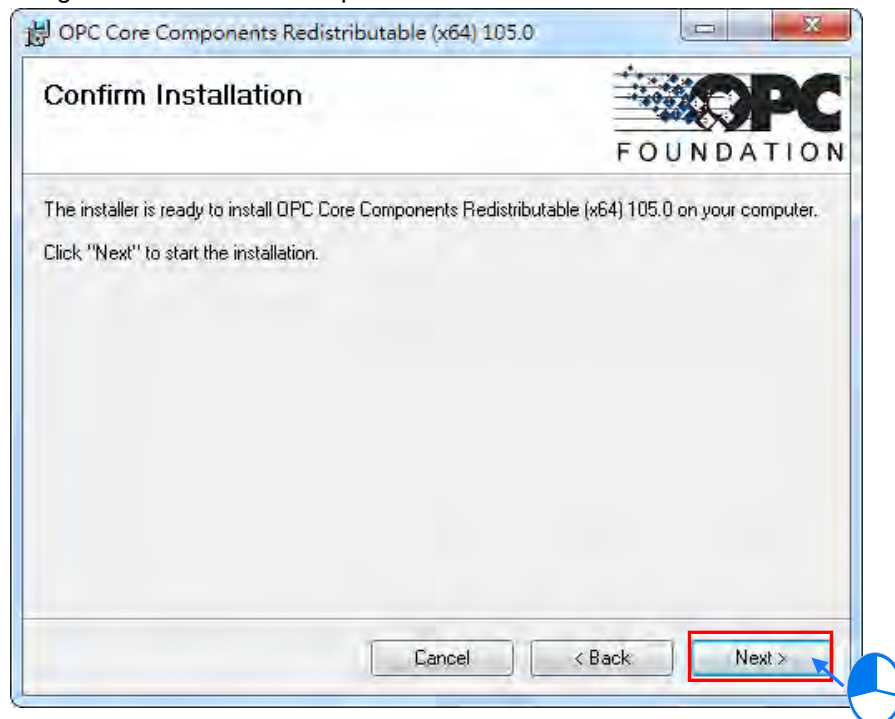 OPC Core Components Redistributable (x64) 105.0
Confirm Installation
OPC
FOUNDATION
The installer is ready to install OPC Core Components Redistributable (x64) 105.0 on your computer.
Click "Next" to start the installation.
Cancel
< Back
Next >